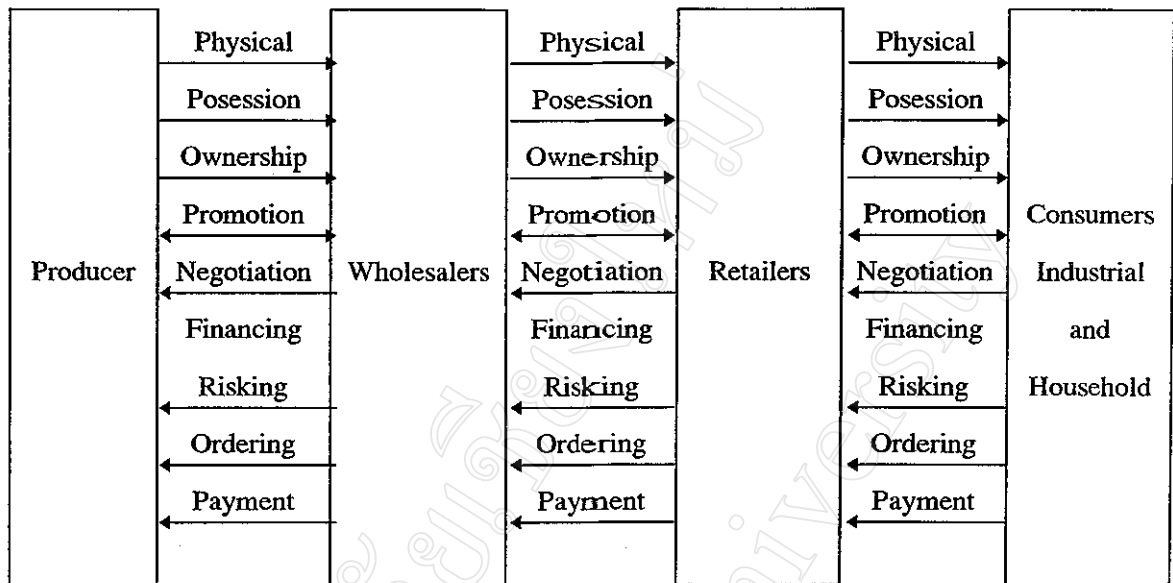 Physical Physical Physical
Posession Posession Posession
Ownership Ownership Ownership
Promotion Promotion Promotion Consumers
Producer Negotiation Wholesalers Negotiation Retailers Negotiation Industrial
Financing Financing Financing and
Risking Risking Risking Household
Ordering Ordering Ordering
Payment Payment Payment
University